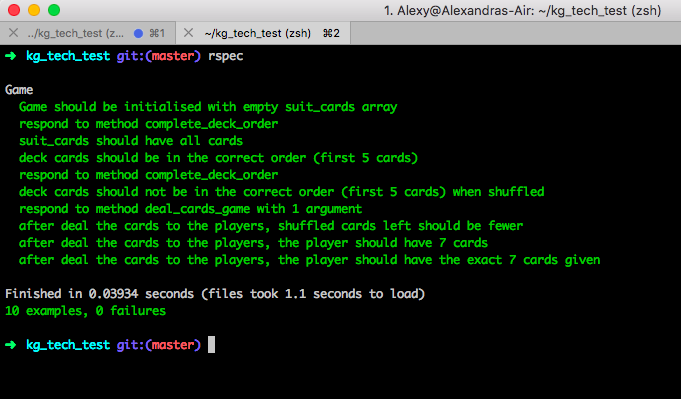 1. Alexy@Alexandras-Air: ~/kg_tech_test (zsh)
× ../kg_tech_test (z... ● ⌘1 × ~/kg_tech_test (zsh) ⌘2
➜ kg_tech_test git:(master) rspec
Game
Game should be initialised with empty suit_cards array
respond to method complete_deck_order
suit_cards should have all cards
deck cards should be in the correct order (first 5 cards)
respond to method complete_deck_order
deck cards should not be in the correct order (first 5 cards) when shuffled
respond to method deal_cards_game with 1 argument
after deal the cards to the players, shuffled cards left should be fewer
after deal the cards to the players, the player should have 7 cards
after deal the cards to the players, the player should have the exact 7 cards given
Finished in 0.03934 seconds (files took 1.1 seconds to load)
10 examples, 0 failures
➜ kg_tech_test git:(master)